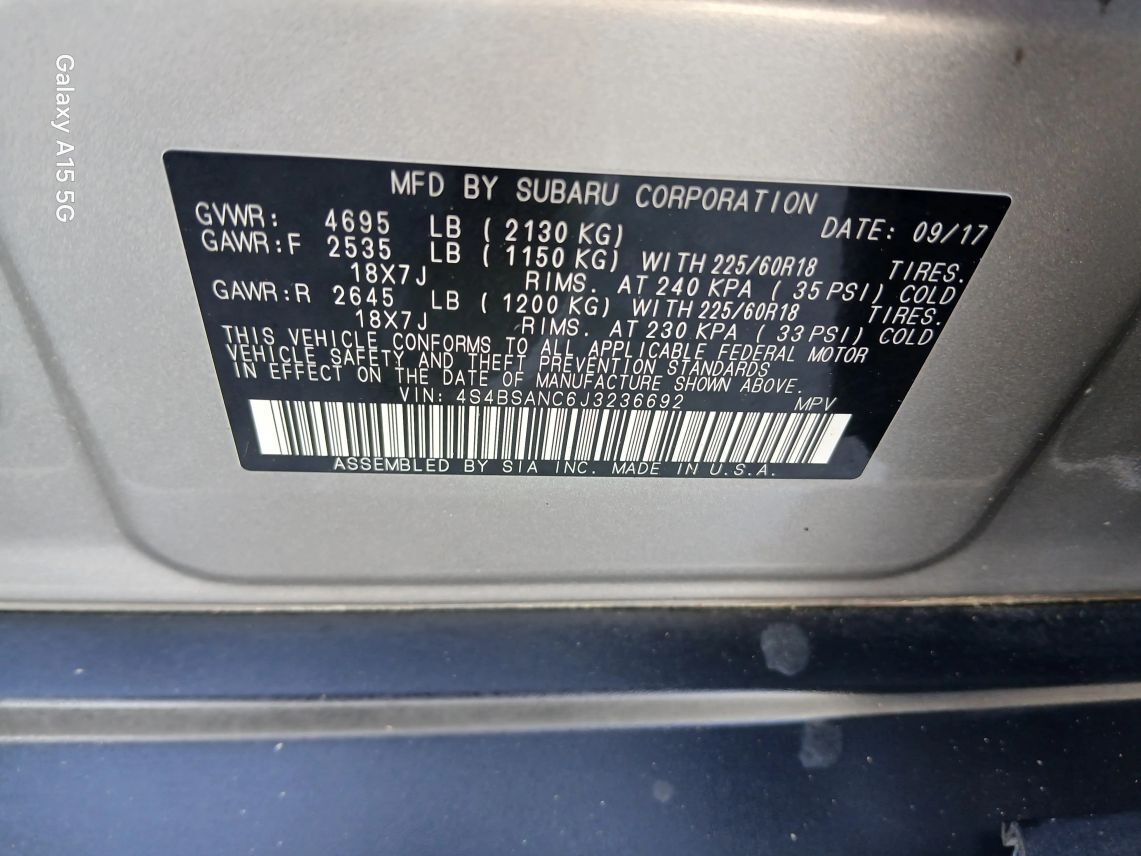 Galaxy A15 5G
MFD BY SUBARU CORPORATION
GVWR: 4695 LB ( 2130 KG) DATE: 09/17
GAWR:F 2535 LB ( 1150 KG) WITH 225/60R18 TIRES.
18X7J RIMS. AT 240 KPA ( 35 PSI) COLD
GAWR:R 2645 LB ( 1200 KG) WITH 225/60R18 TIRES.
18X7J RIMS. AT 230 KPA ( 33 PSI) COLD
THIS VEHICLE CONFORMS TO ALL APPLICABLE FEDERAL MOTOR
VEHICLE SAFETY AND THEFT PREVENTION STANDARDS
IN EFFECT ON THE DATE OF MANUFACTURE SHOWN ABOVE.
VIN: 4S4BSANC6J3236692 MPV
ASSEMBLED BY SIA INC. MADE IN U.S.A.